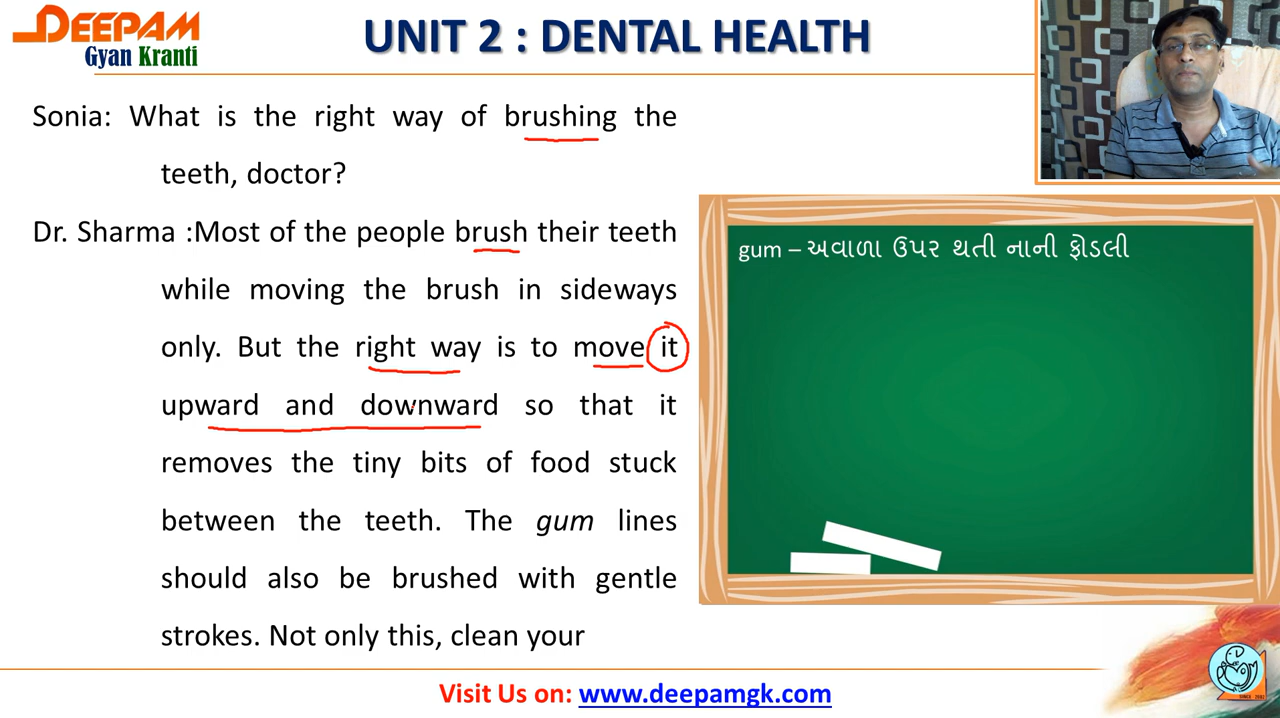 DEEPAM
Gyan Kranti
UNIT 2 : DENTAL HEALTH
Sonia: What is the right way of brushing the
teeth, doctor?
Dr. Sharma :Most of the people brush their teeth
while moving the brush in sideways
only. But the right way is to move it
upward and downward so that it
removes the tiny bits of food stuck
between the teeth. The gum lines
should also be brushed with gentle
strokes. Not only this, clean your
gum – અવાળા ઉપર થતી નાની ફોડલી
Visit Us on: www.deepamgk.com